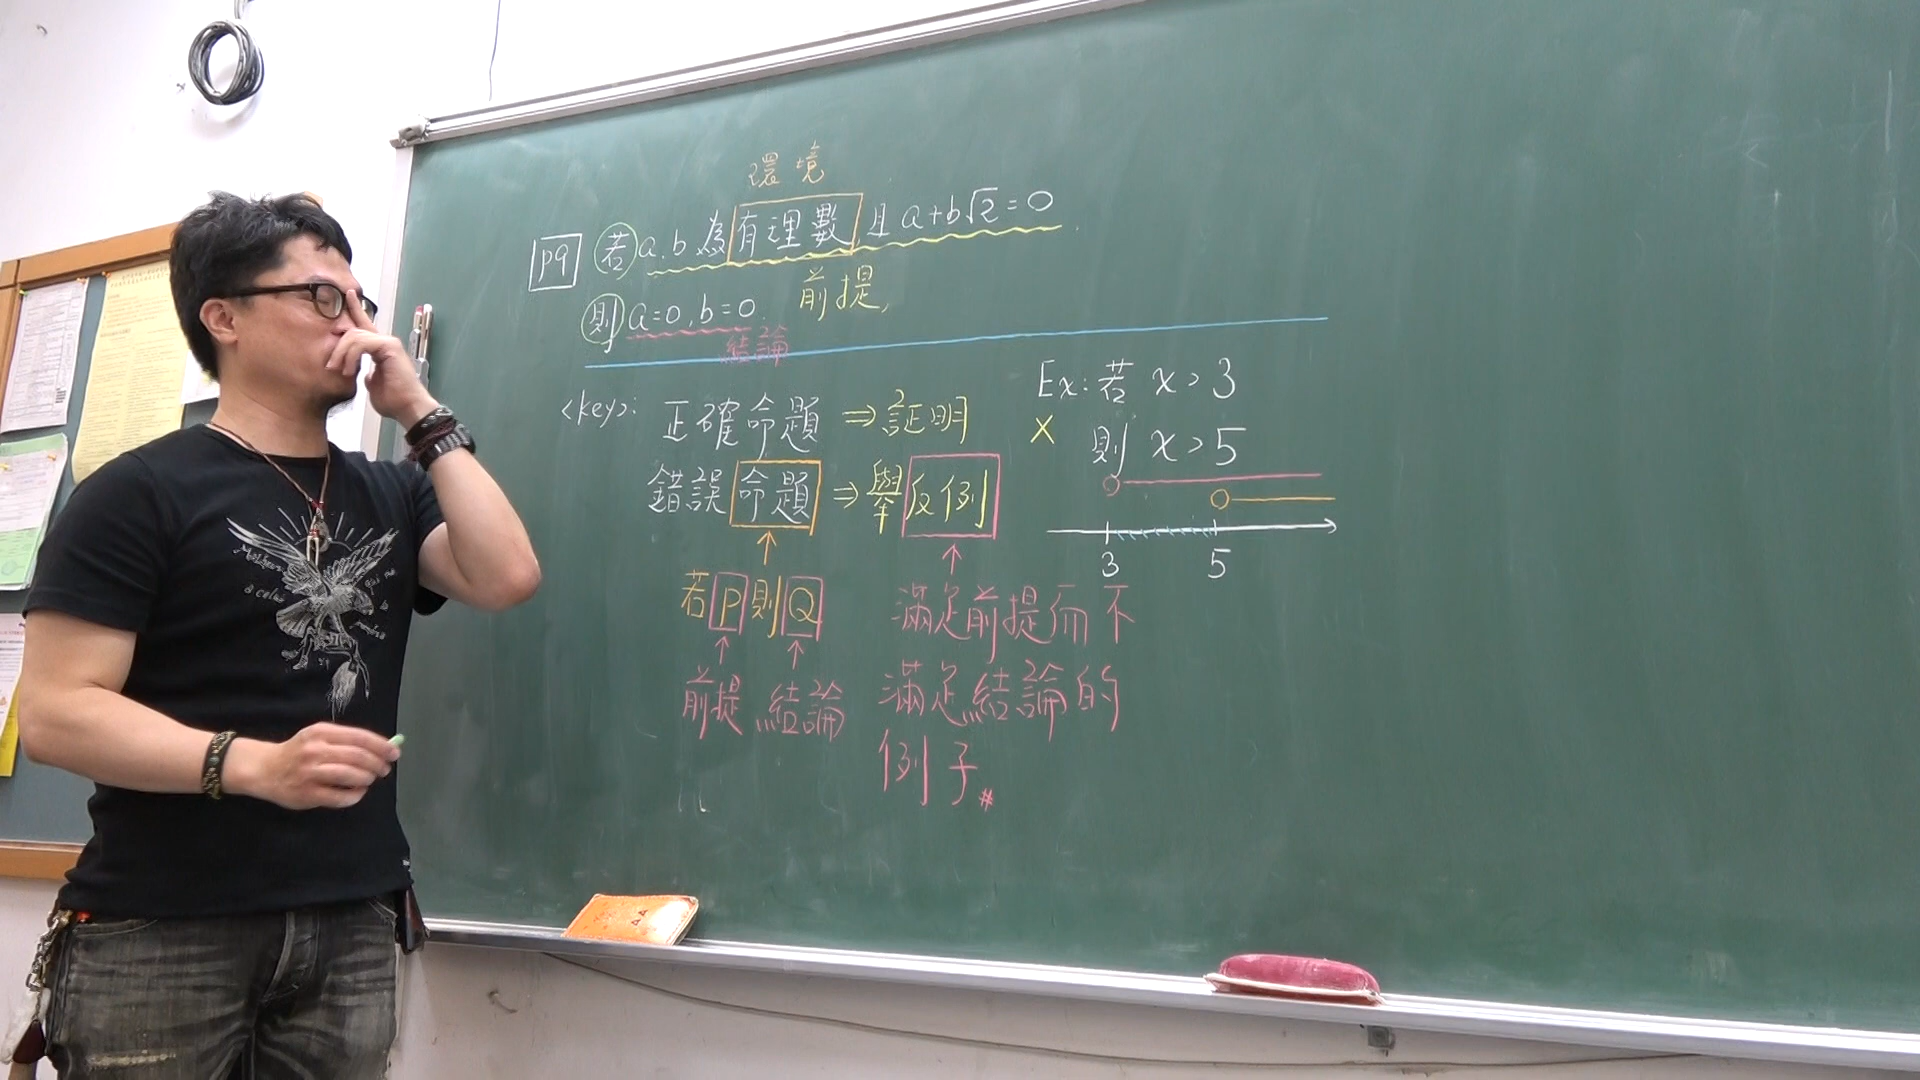 環境
P9 若 a.b 為有理數 且 a+b√2=0
前提
則 a=0,b=0.
結論
<key>: 正確命題 ⇒ 証明
錯誤命題 ⇒ 舉反例
若P則Q
前提 結論
滿足前提而不
滿足結論的
例子#
Ex: 若 x>3
X 則 x>5
3 5